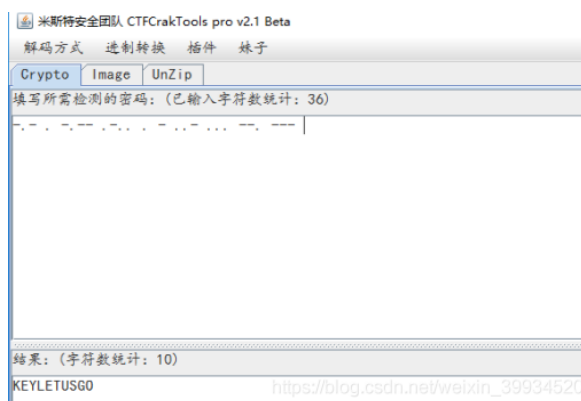 米斯特安全团队 CTFCrakTools pro v2.1 Beta
解码方式 进制转换 插件 妹子
Crypto Image UnZip
填写所需检测的密码：(已输入字符数统计：36)
-.- . -.-- .-.. . - ..- ... --. ---
结果：(字符数统计：10)
KEYLETUSGO
https://blog.csdn.net/weixin_39934520